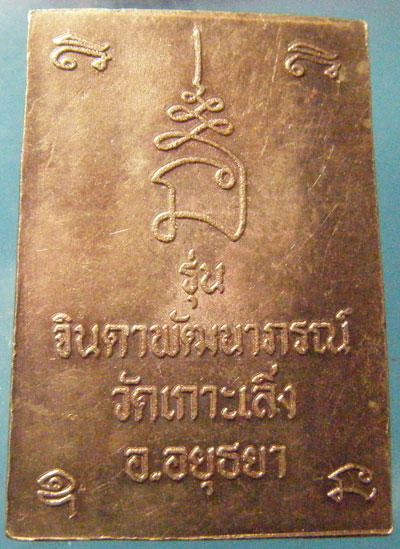 รุ่น
จินดาพัฒนาภรณ์
วัดเกาะเลิ่ง
อ.อยุธยา